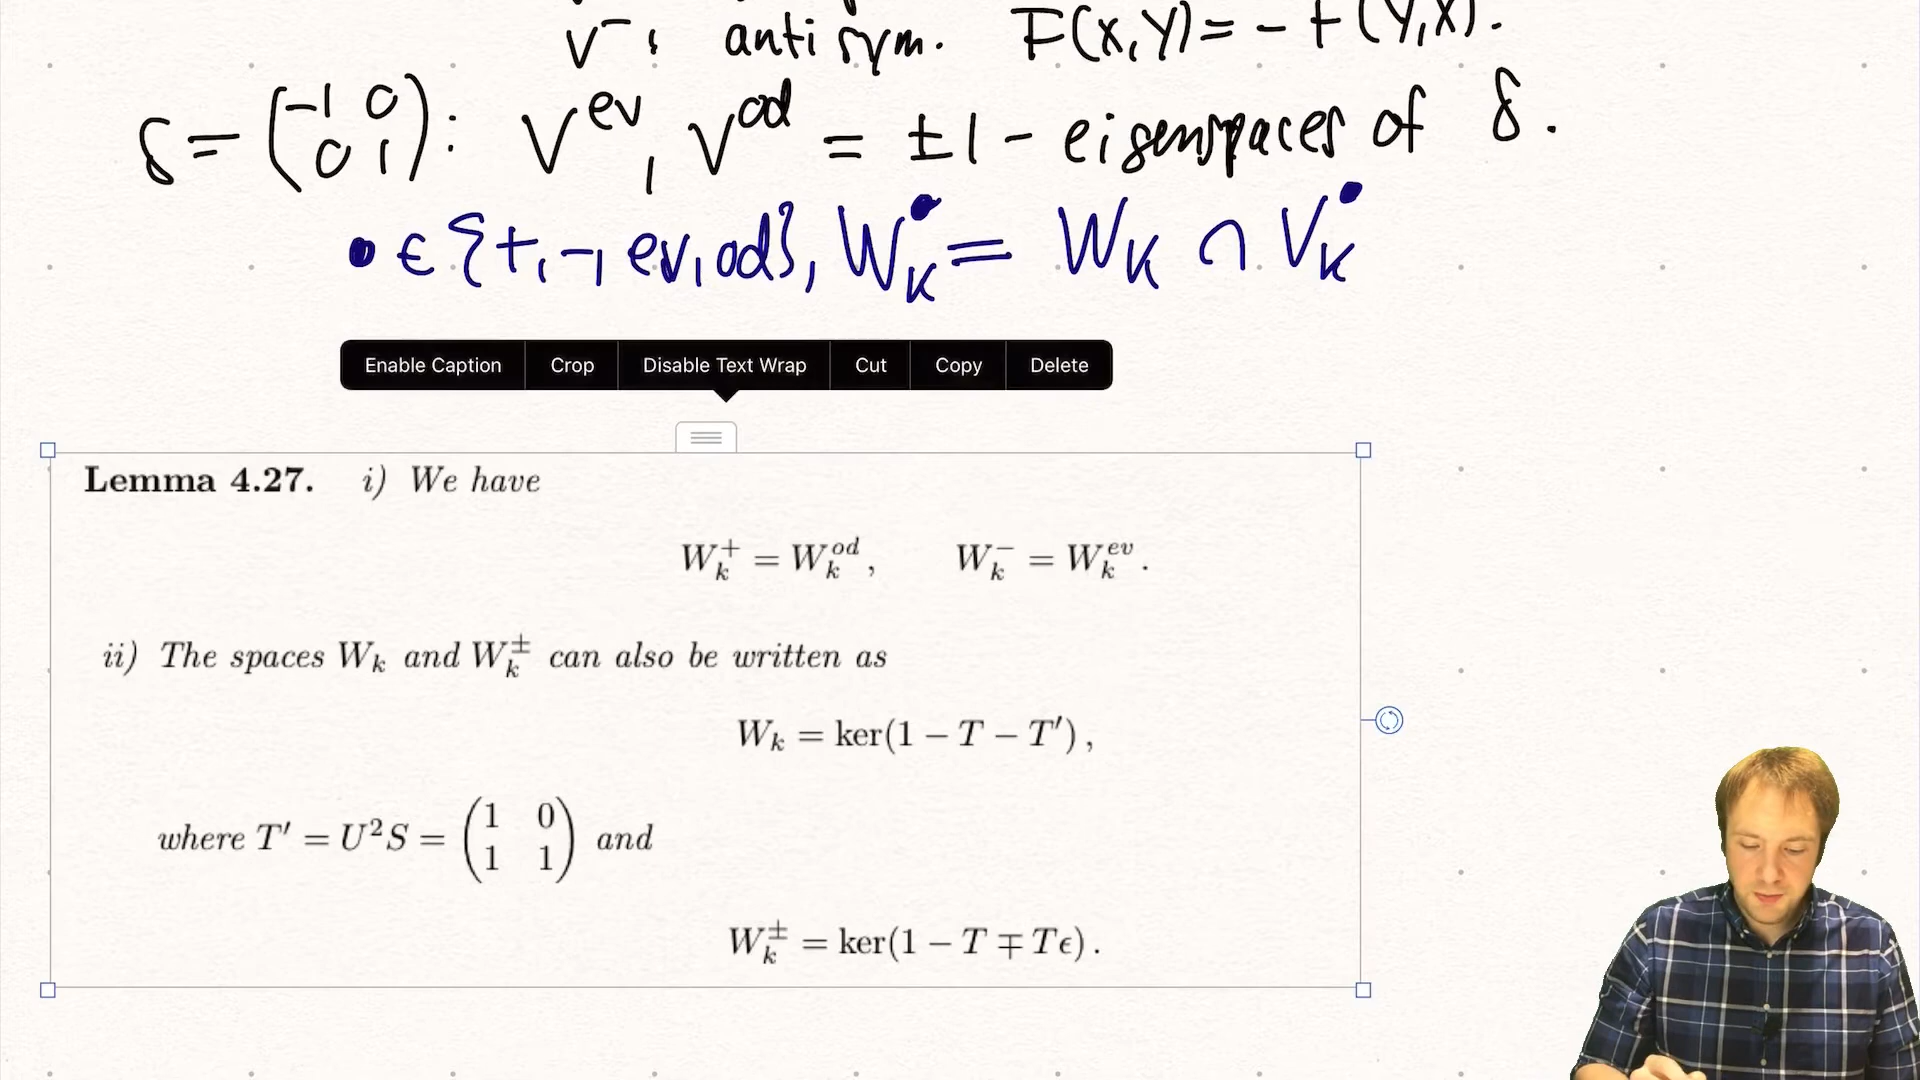 V⁻: antisym. F(X,Y) = -F(Y,X).
δ = (-1 0
0 1): V^ev, V^od = ±1 - eigenspaces of δ.
• ∈ {+, -, ev, od}, W_k^• = W_k ∩ V_k^•
Enable Caption Crop Disable Text Wrap Cut Copy Delete
Lemma 4.27. i) We have
W_k^+ = W_k^{od}, W_k^- = W_k^{ev}.
ii) The spaces W_k and W_k^± can also be written as
W_k = ker(1 − T − T′),
where T′ = U²S = (1 0
1 1) and
W_k^± = ker(1 − T ∓ Tϵ).